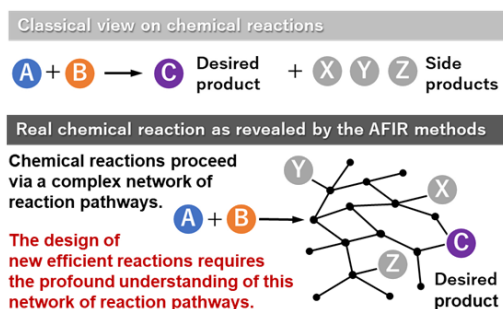 Classical view on chemical reactions
A + B C Desired product + X Y Z Side products
Real chemical reaction as revealed by the AFIR methods
Chemical reactions proceed
via a complex network of
reaction pathways.
A + B
The design of
new efficient reactions requires
the profound understanding of this
network of reaction pathways.
Y
X
C
Z
Desired
product